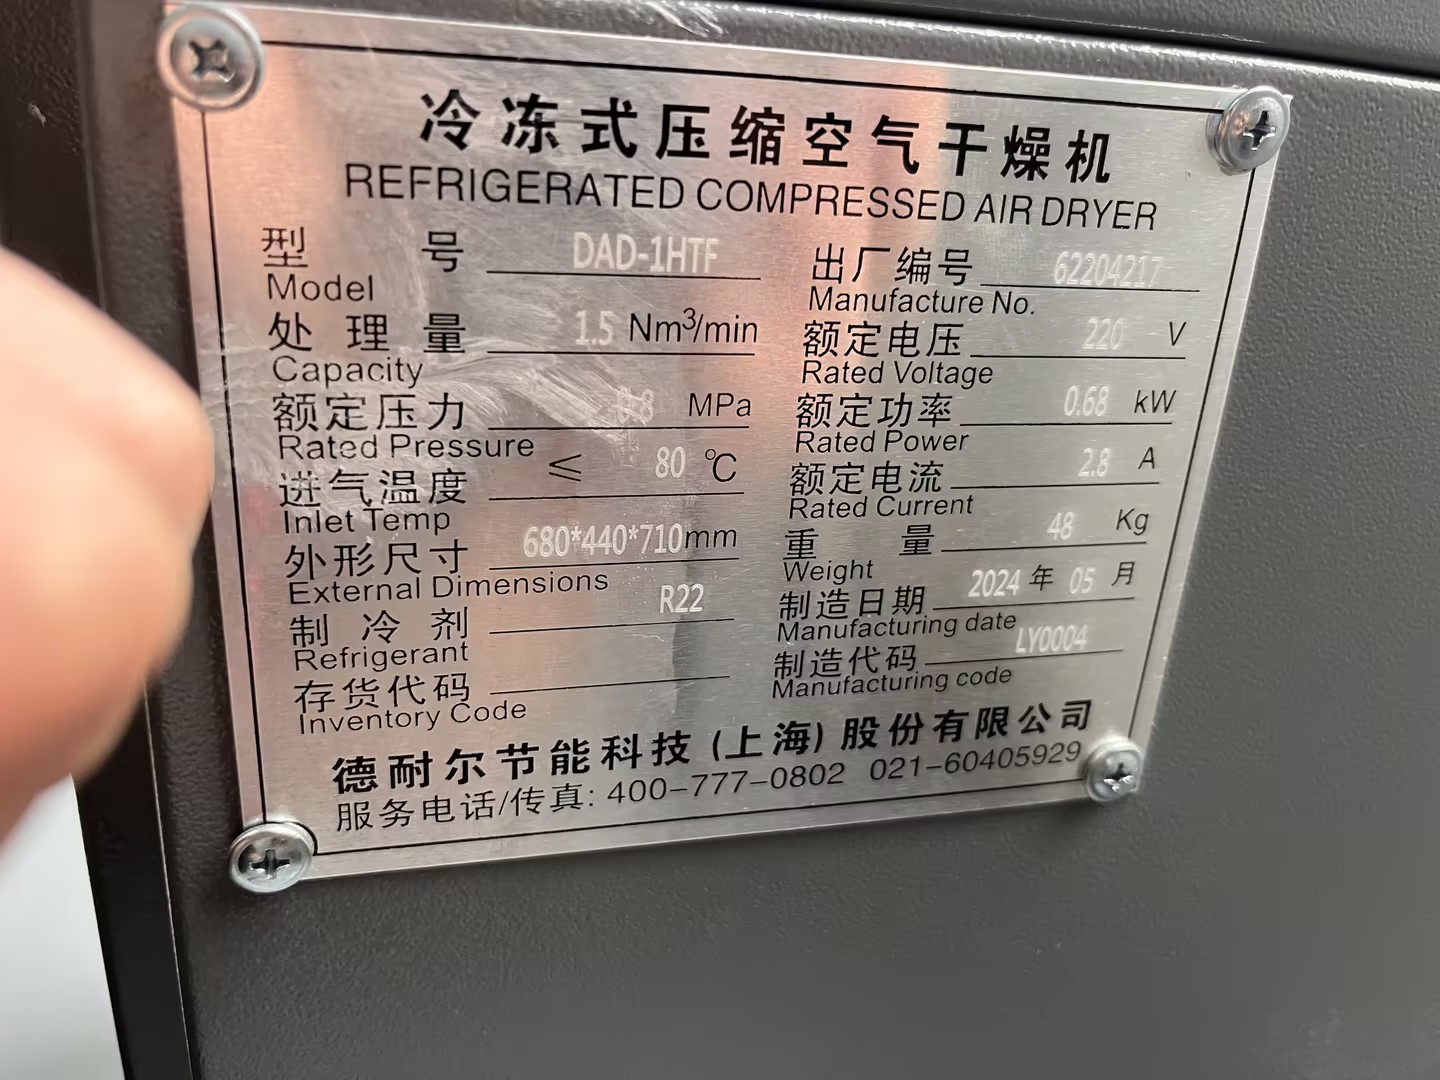 冷冻式压缩空气干燥机
REFRIGERATED COMPRESSED AIR DRYER
型号 DAD-1HTF
Model
处理量 1.5 Nm³/min
Capacity
额定压力 0.8 MPa
Rated Pressure
进气温度 ≤ 80 ℃
Inlet Temp
外形尺寸 680*440*710mm
External Dimensions
制冷剂 R22
Refrigerant
存货代码
Inventory Code
出厂编号 62204217
Manufacture No.
额定电压 220 V
Rated Voltage
额定功率 0.68 kW
Rated Power
额定电流 2.8 A
Rated Current
重量 48 Kg
Weight
制造日期 2024 年 05 月
Manufacturing date
制造代码 LY0004
Manufacturing code
德耐尔节能科技(上海)股份有限公司
服务电话/传真: 400-777-0802 021-60405929